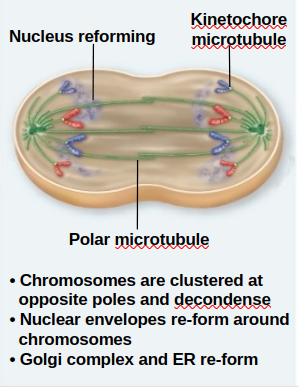 Kinetochore
Nucleus reforming
microtubule
Polar microtubule
• Chromosomes are clustered at
opposite poles and decondense
• Nuclear envelopes re-form around
chromosomes
• Golgi complex and ER re-form